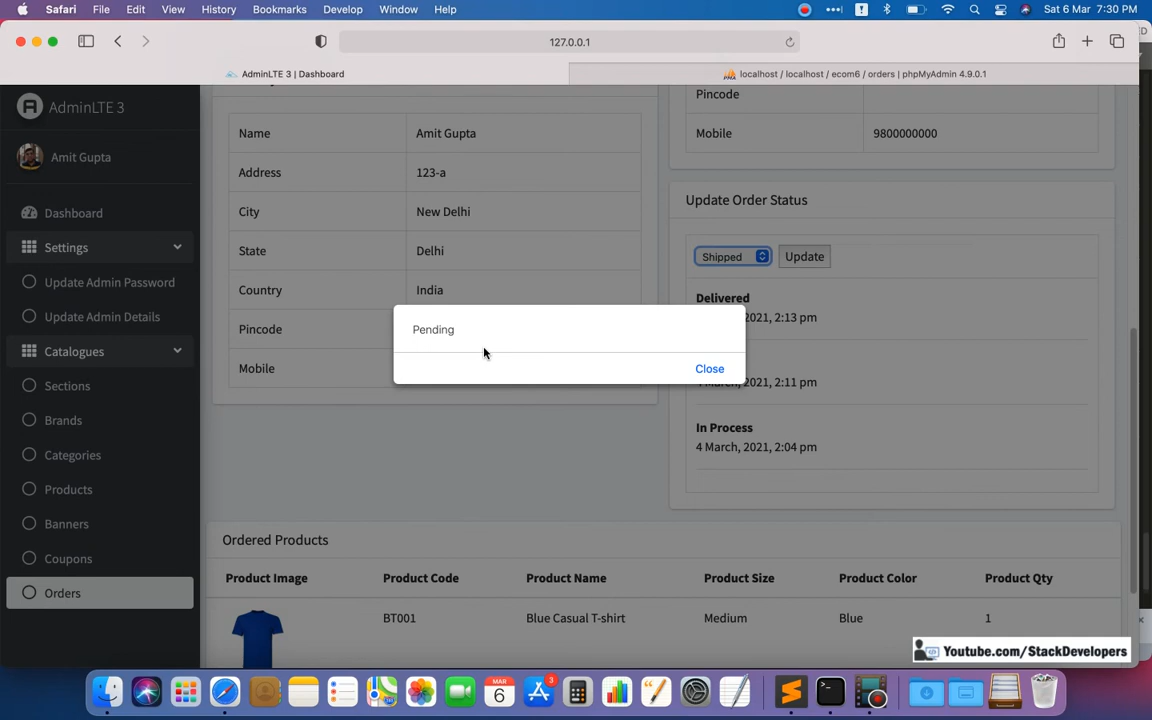 Safari File Edit View History Bookmarks Develop Window Help Sat 6 Mar 7:30 PM
127.0.0.1
AdminLTE 3 | Dashboard
localhost / localhost / ecom6 / orders | phpMyAdmin 4.9.0.1
AdminLTE 3
Amit Gupta
Dashboard
Settings
Update Admin Password
Update Admin Details
Catalogues
Sections
Brands
Categories
Products
Banners
Coupons
Orders
Name Amit Gupta
Address 123-a
City New Delhi
State Delhi
Country India
Pincode
Mobile
Pincode
Mobile 9800000000
Update Order Status
Shipped Update
Delivered
2021, 2:13 pm
2021, 2:11 pm
In Process
4 March, 2021, 2:04 pm
Pending
Close
Ordered Products
Product Image Product Code Product Name Product Size Product Color Product Qty
BT001 Blue Casual T-shirt Medium Blue 1
Youtube.com/StackDevelopers
MAR
6
3